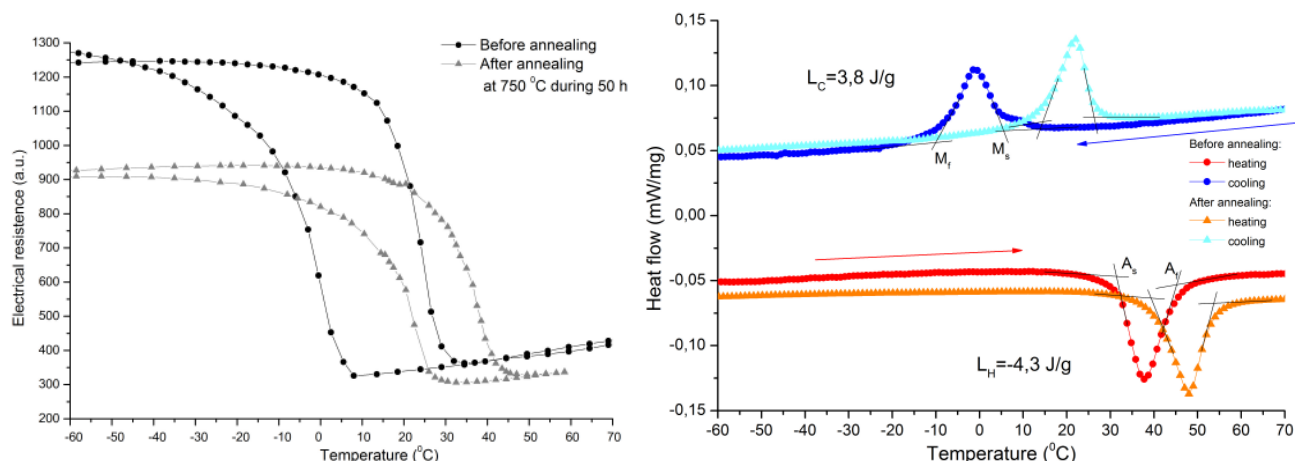 1300
1200
1100
1000
900
800
700
600
500
400
300
200
Electrical resistence (a.u.)
-60 -50 -40 -30 -20 -10 0 10 20 30 40 50 60 70
Temperature (⁰C)
Before annealing
After annealing
at 750 ⁰C during 50 h
0,15
0,10
0,05
0,00
-0,05
-0,10
-0,15
Heat flow (mW/mg)
-60 -50 -40 -30 -20 -10 0 10 20 30 40 50 60 70
Temperature (⁰C)
L_C=3,8 J/g
M_f
M_s
Before annealing:
heating
cooling
After annealing:
heating
cooling
A_s
A_f
L_H=-4,3 J/g